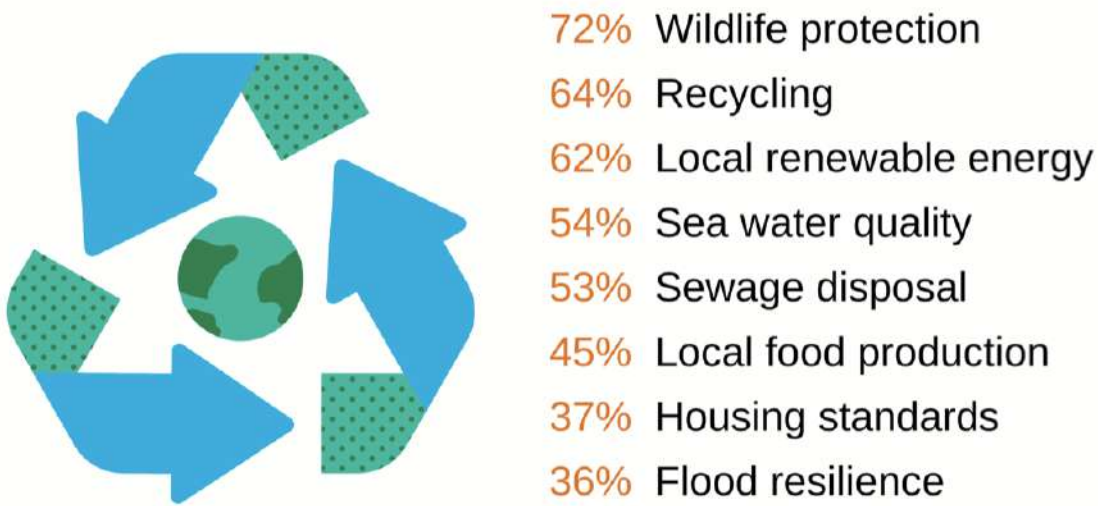 72% Wildlife protection
64% Recycling
62% Local renewable energy
54% Sea water quality
53% Sewage disposal
45% Local food production
37% Housing standards
36% Flood resilience